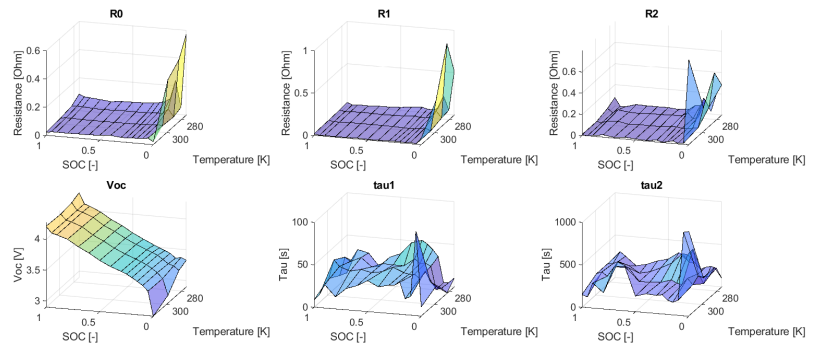 R0
0.6
0.4
0.2
0
Resistance [Ohm]
1
0.5
0
SOC [-]
280
300
Temperature [K]
R1
1
0.5
0
Resistance [Ohm]
1
0.5
0
SOC [-]
280
300
Temperature [K]
R2
0.6
0.4
0.2
0
Resistance [Ohm]
1
0.5
0
SOC [-]
280
300
Temperature [K]
Voc
4
3.5
3
Voc [V]
1
0.5
0
SOC [-]
280
300
Temperature [K]
tau1
100
50
0
Tau [s]
1
0.5
0
SOC [-]
280
300
Temperature [K]
tau2
1000
500
0
Tau [s]
1
0.5
0
SOC [-]
280
300
Temperature [K]